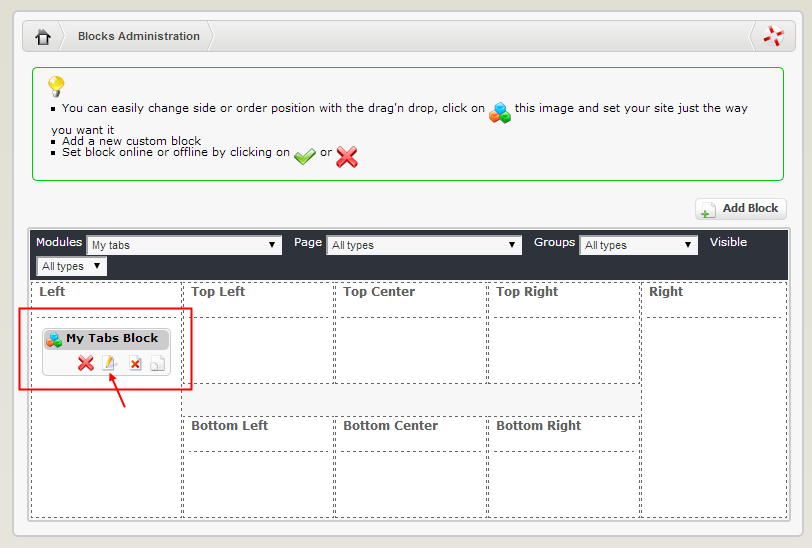 Blocks Administration
You can easily change side or order position with the drag'n drop, click on this image and set your site just the way
you want it
Add a new custom block
Set block online or offline by clicking on or
Add Block
Modules My tabs Page All types Groups All types Visible
All types
Left Top Left Top Center Top Right Right
My Tabs Block
Bottom Left Bottom Center Bottom Right